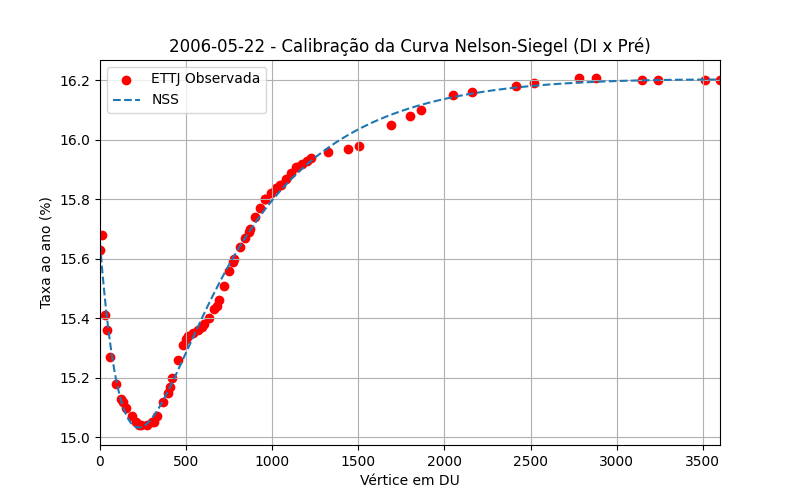 2006-05-22 - Calibração da Curva Nelson-Siegel (DI x Pré)
ETTJ Observada
NSS
Taxa ao ano (%)
16.2
16.0
15.8
15.6
15.4
15.2
15.0
0 500 1000 1500 2000 2500 3000 3500
Vértice em DU